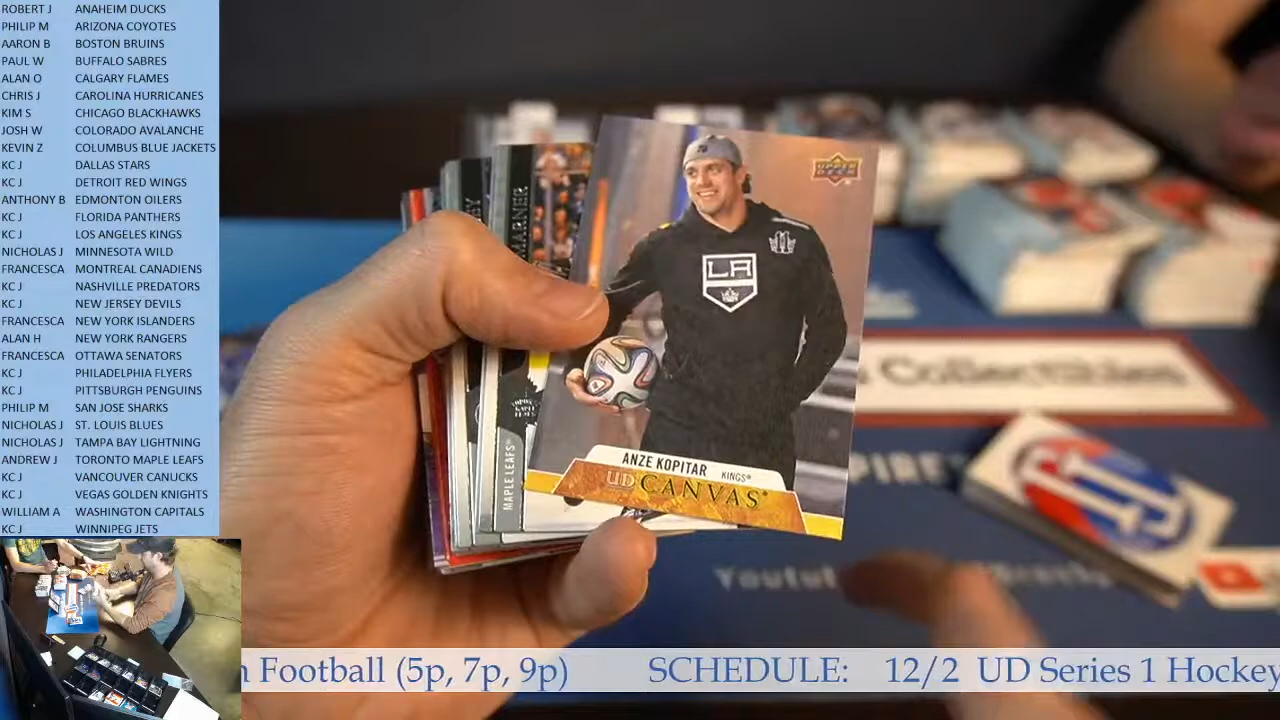 ROBERT J ANAHEIM DUCKS
PHILIP M ARIZONA COYOTES
AARON B BOSTON BRUINS
PAUL W BUFFALO SABRES
ALAN O CALGARY FLAMES
CHRIS J CAROLINA HURRICANES
KIM S CHICAGO BLACKHAWKS
JOSH W COLORADO AVALANCHE
KEVIN Z COLUMBUS BLUE JACKETS
KC J DALLAS STARS
KC J DETROIT RED WINGS
ANTHONY B EDMONTON OILERS
KC J FLORIDA PANTHERS
KC J LOS ANGELES KINGS
NICHOLAS J MINNESOTA WILD
FRANCESCA MONTREAL CANADIENS
KC J NASHVILLE PREDATORS
KC J NEW JERSEY DEVILS
FRANCESCA NEW YORK ISLANDERS
ALAN H NEW YORK RANGERS
FRANCESCA OTTAWA SENATORS
KC J PHILADELPHIA FLYERS
KC J PITTSBURGH PENGUINS
PHILIP M SAN JOSE SHARKS
NICHOLAS J ST. LOUIS BLUES
NICHOLAS J TAMPA BAY LIGHTNING
ANDREW J TORONTO MAPLE LEAFS
KC J VANCOUVER CANUCKS
KC J VEGAS GOLDEN KNIGHTS
WILLIAM A WASHINGTON CAPITALS
KC J WINNIPEG JETS
MARNER
MAPLE LEAFS®
UPPER DECK
LA
ANZE KOPITAR KINGS®
UD CANVAS®
Collectibles
Football (5p, 7p, 9p) SCHEDULE: 12/2 UD Series 1 Hockey